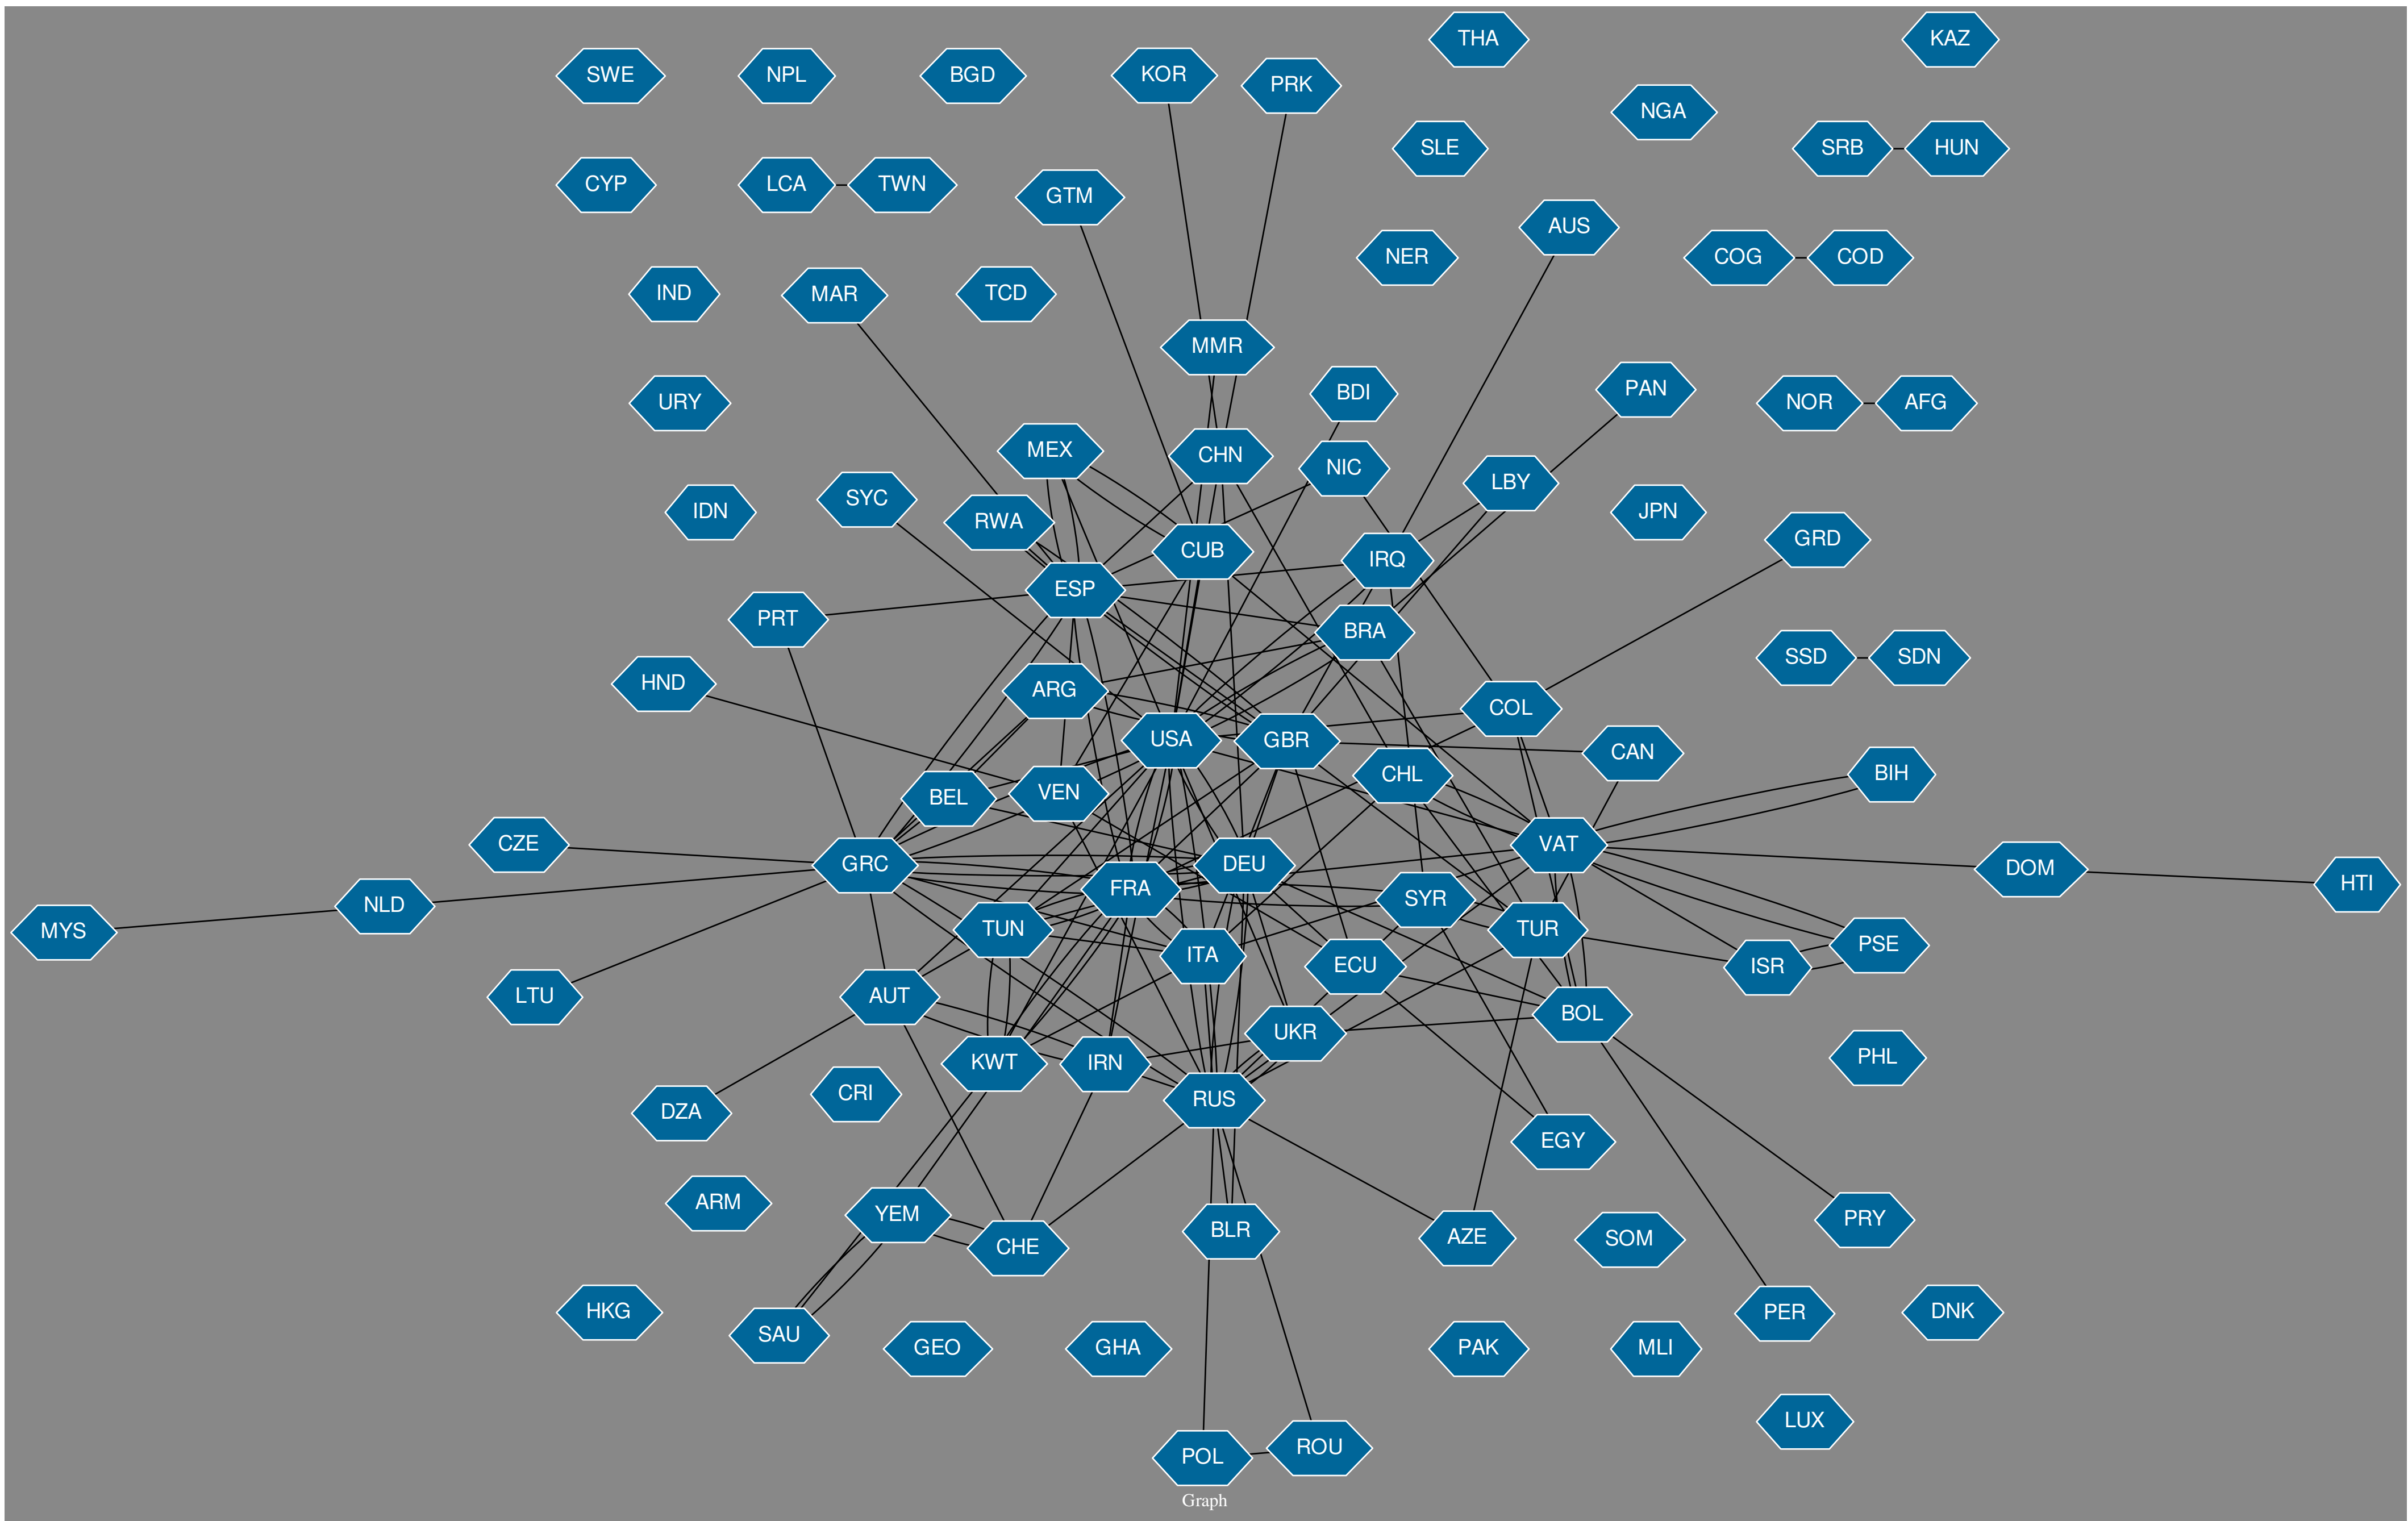 THA
KAZ
SWE
NPL
BGD
KOR
PRK
NGA
SLE
SRB
HUN
CYP
LCA
TWN
GTM
AUS
NER
COG
COD
IND
MAR
TCD
MMR
BDI
PAN
URY
NOR
AFG
MEX
CHN
NIC
LBY
SYC
IDN
JPN
RWA
GRD
CUB
IRQ
ESP
PRT
BRA
HND
SSD
SDN
ARG
COL
USA
GBR
CAN
CHL
BIH
BEL
VEN
CZE
VAT
GRC
DEU
DOM
FRA
HTI
NLD
SYR
MYS
TUN
TUR
PSE
ITA
ECU
ISR
LTU
AUT
BOL
UKR
PHL
KWT
IRN
CRI
RUS
DZA
EGY
ARM
YEM
PRY
BLR
AZE
SOM
CHE
HKG
PER
DNK
SAU
GEO
GHA
PAK
MLI
LUX
ROU
POL
Graph